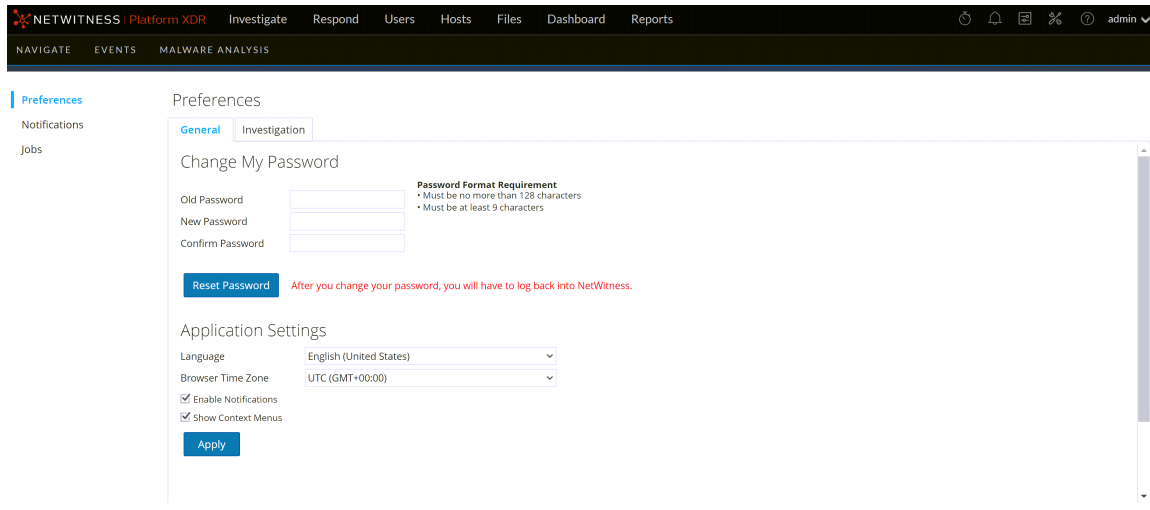 NETWITNESS | Platform XDR Investigate Respond Users Hosts Files Dashboard Reports admin
NAVIGATE EVENTS MALWARE ANALYSIS
Preferences
Notifications
Jobs
Preferences
General Investigation
Change My Password
Old Password
New Password
Confirm Password
Password Format Requirement
• Must be no more than 128 characters
• Must be at least 9 characters
Reset Password After you change your password, you will have to log back into NetWitness.
Application Settings
Language English (United States)
Browser Time Zone UTC (GMT+00:00)
Enable Notifications
Show Context Menus
Apply